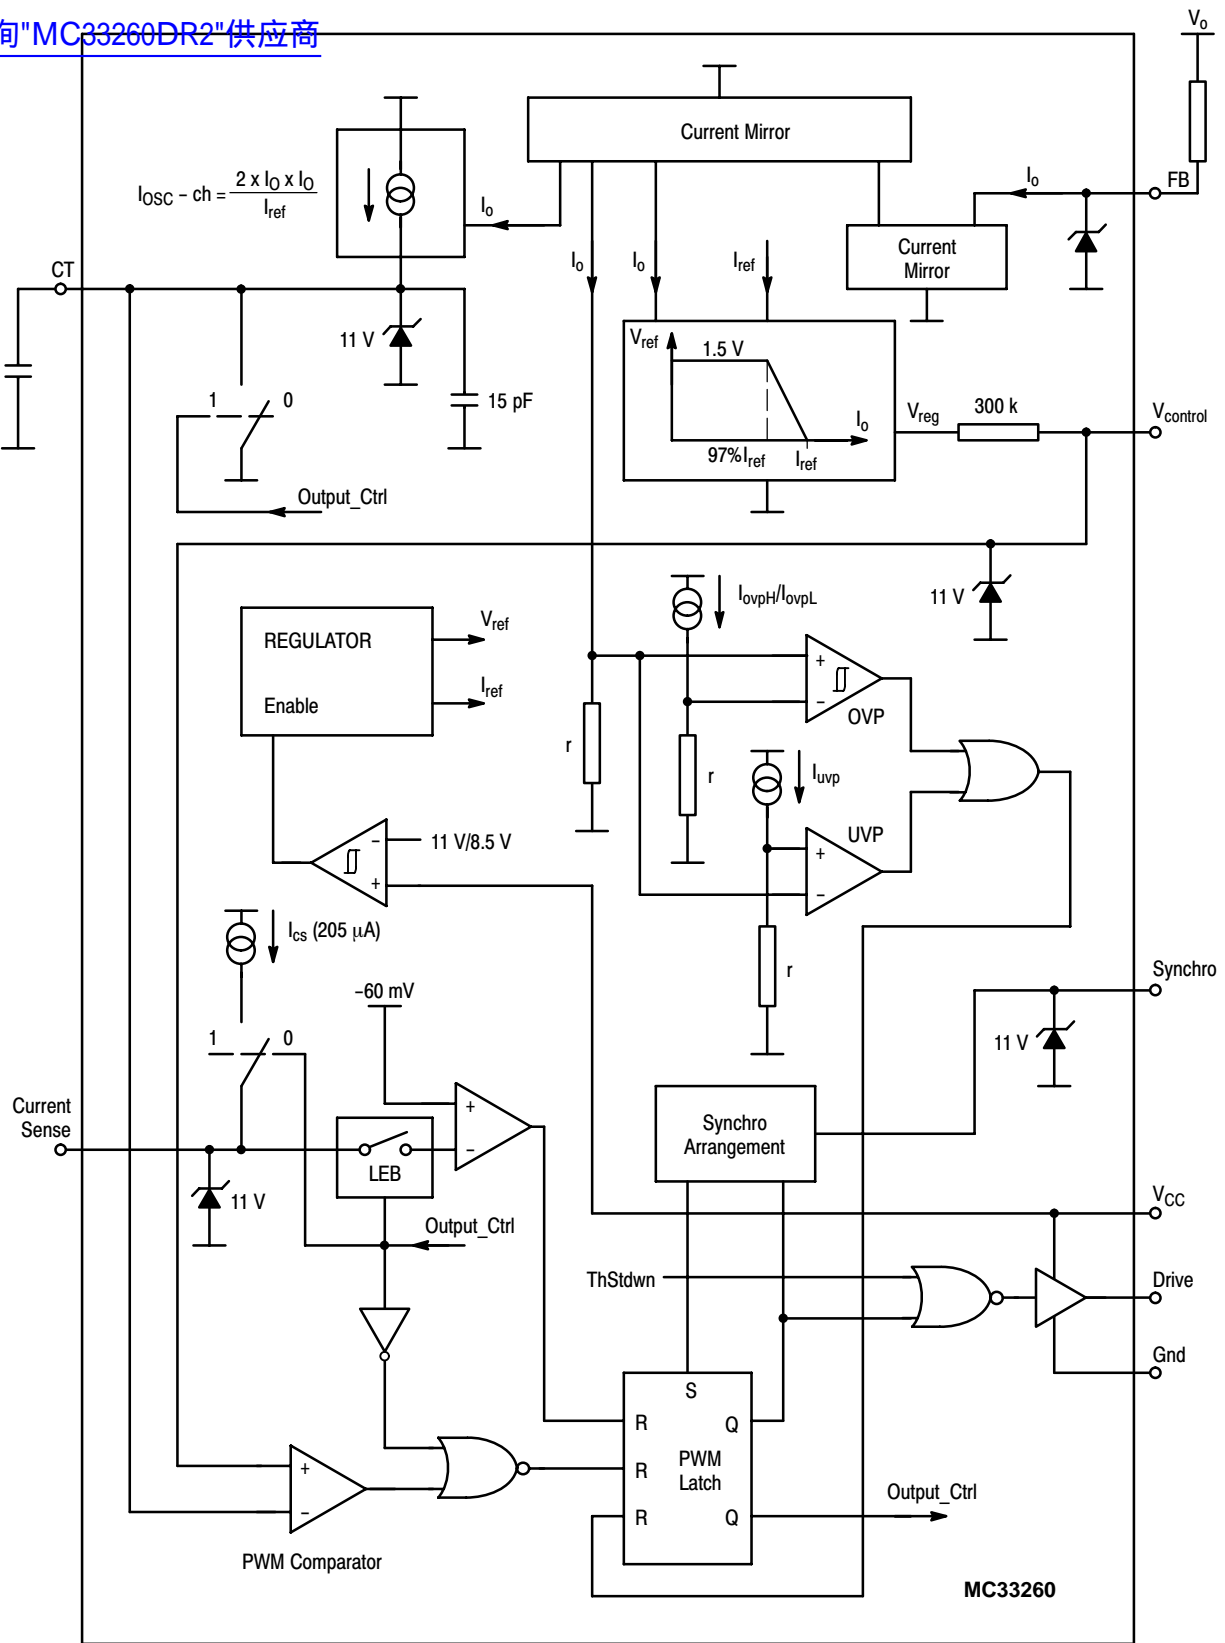 询"MC33260DR2"供应商
Vo
Current Mirror
IOSC – ch = 2 x IO x IO
Iref
Io
Io
FB
Current
Mirror
Io
Io
Iref
CT
11 V
15 pF
Vref
1.5 V
Io
97%Iref
Iref
Vreg
300 k
Vcontrol
1
0
Output_Ctrl
IovpH/IovpL
11 V
REGULATOR
Enable
Vref
Iref
+
–
OVP
r
r
Iuvp
UVP
+
–
–
11 V/8.5 V
+
Ics (205 µA)
r
Synchro
–60 mV
1
0
11 V
Current
Sense
+
–
LEB
Synchro
Arrangement
11 V
VCC
Output_Ctrl
ThStdwn
Drive
Gnd
S
R
Q
R
PWM
Latch
R
Q
Output_Ctrl
+
–
PWM Comparator
MC33260